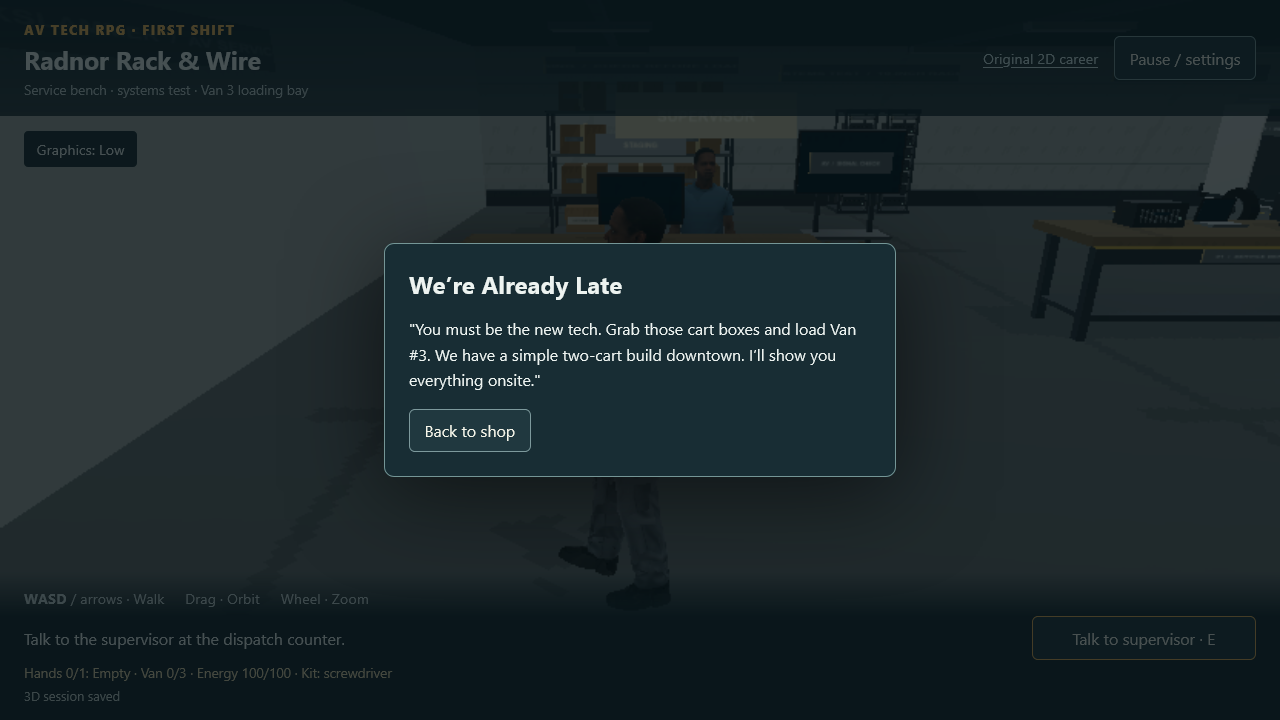 AV TECH RPG · FIRST SHIFT
Radnor Rack & Wire
Service bench · systems test · Van 3 loading bay
Original 2D career
Pause / settings
Graphics: Low
SUPERVISOR
We’re Already Late
"You must be the new tech. Grab those cart boxes and load Van
#3. We have a simple two-cart build downtown. I’ll show you
everything onsite."
Back to shop
WASD / arrows · Walk
Drag · Orbit
Wheel · Zoom
Talk to the supervisor at the dispatch counter.
Talk to supervisor · E
Hands 0/1: Empty · Van 0/3 · Energy 100/100 · Kit: screwdriver
3D session saved